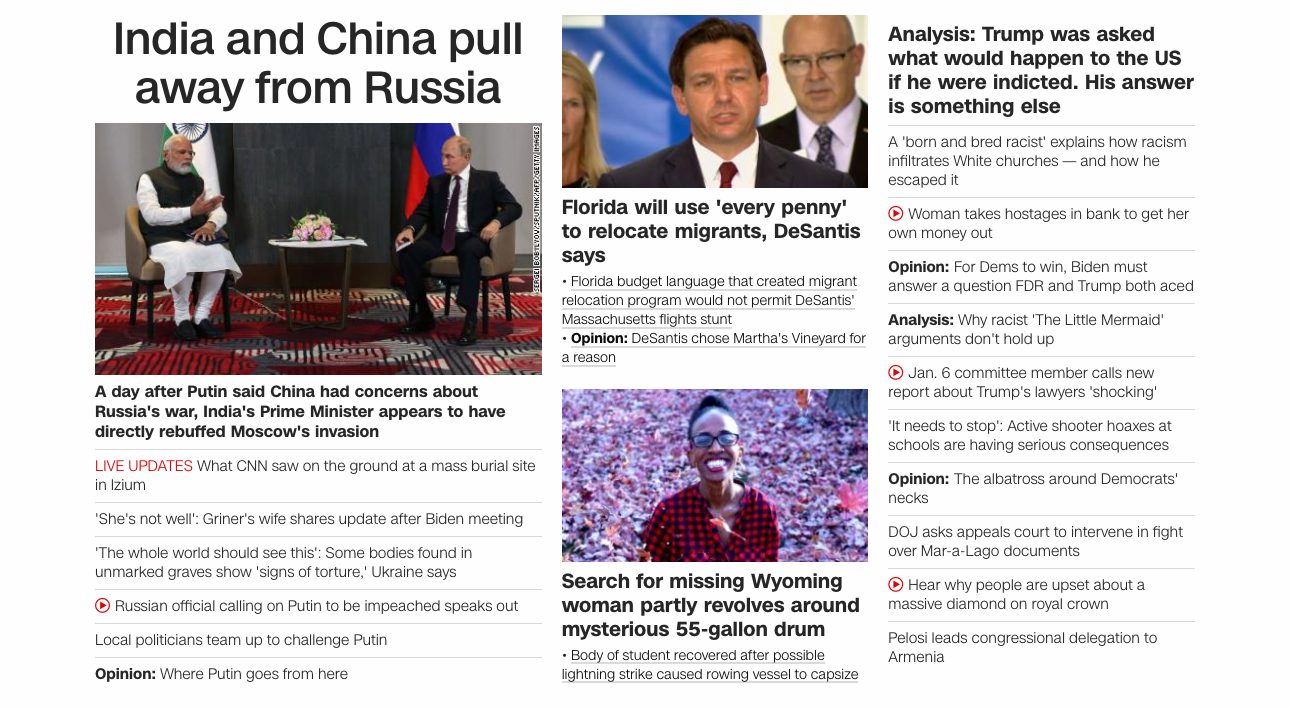 India and China pull
away from Russia
SERGEI BOBYLYOV/SPUTNIK/AFP/GETTY IMAGES
A day after Putin said China had concerns about
Russia's war, India's Prime Minister appears to have
directly rebuffed Moscow's invasion
LIVE UPDATES What CNN saw on the ground at a mass burial site
in Izium
'She's not well': Griner's wife shares update after Biden meeting
'The whole world should see this': Some bodies found in
unmarked graves show 'signs of torture,' Ukraine says
Russian official calling on Putin to be impeached speaks out
Local politicians team up to challenge Putin
Opinion: Where Putin goes from here
Florida will use 'every penny'
to relocate migrants, DeSantis
says
• Florida budget language that created migrant
relocation program would not permit DeSantis'
Massachusetts flights stunt
• Opinion: DeSantis chose Martha's Vineyard for
a reason
Search for missing Wyoming
woman partly revolves around
mysterious 55-gallon drum
• Body of student recovered after possible
lightning strike caused rowing vessel to capsize
Analysis: Trump was asked
what would happen to the US
if he were indicted. His answer
is something else
A 'born and bred racist' explains how racism
infiltrates White churches — and how he
escaped it
Woman takes hostages in bank to get her
own money out
Opinion: For Dems to win, Biden must
answer a question FDR and Trump both aced
Analysis: Why racist 'The Little Mermaid'
arguments don't hold up
Jan. 6 committee member calls new
report about Trump's lawyers 'shocking'
'It needs to stop': Active shooter hoaxes at
schools are having serious consequences
Opinion: The albatross around Democrats'
necks
DOJ asks appeals court to intervene in fight
over Mar-a-Lago documents
Hear why people are upset about a
massive diamond on royal crown
Pelosi leads congressional delegation to
Armenia